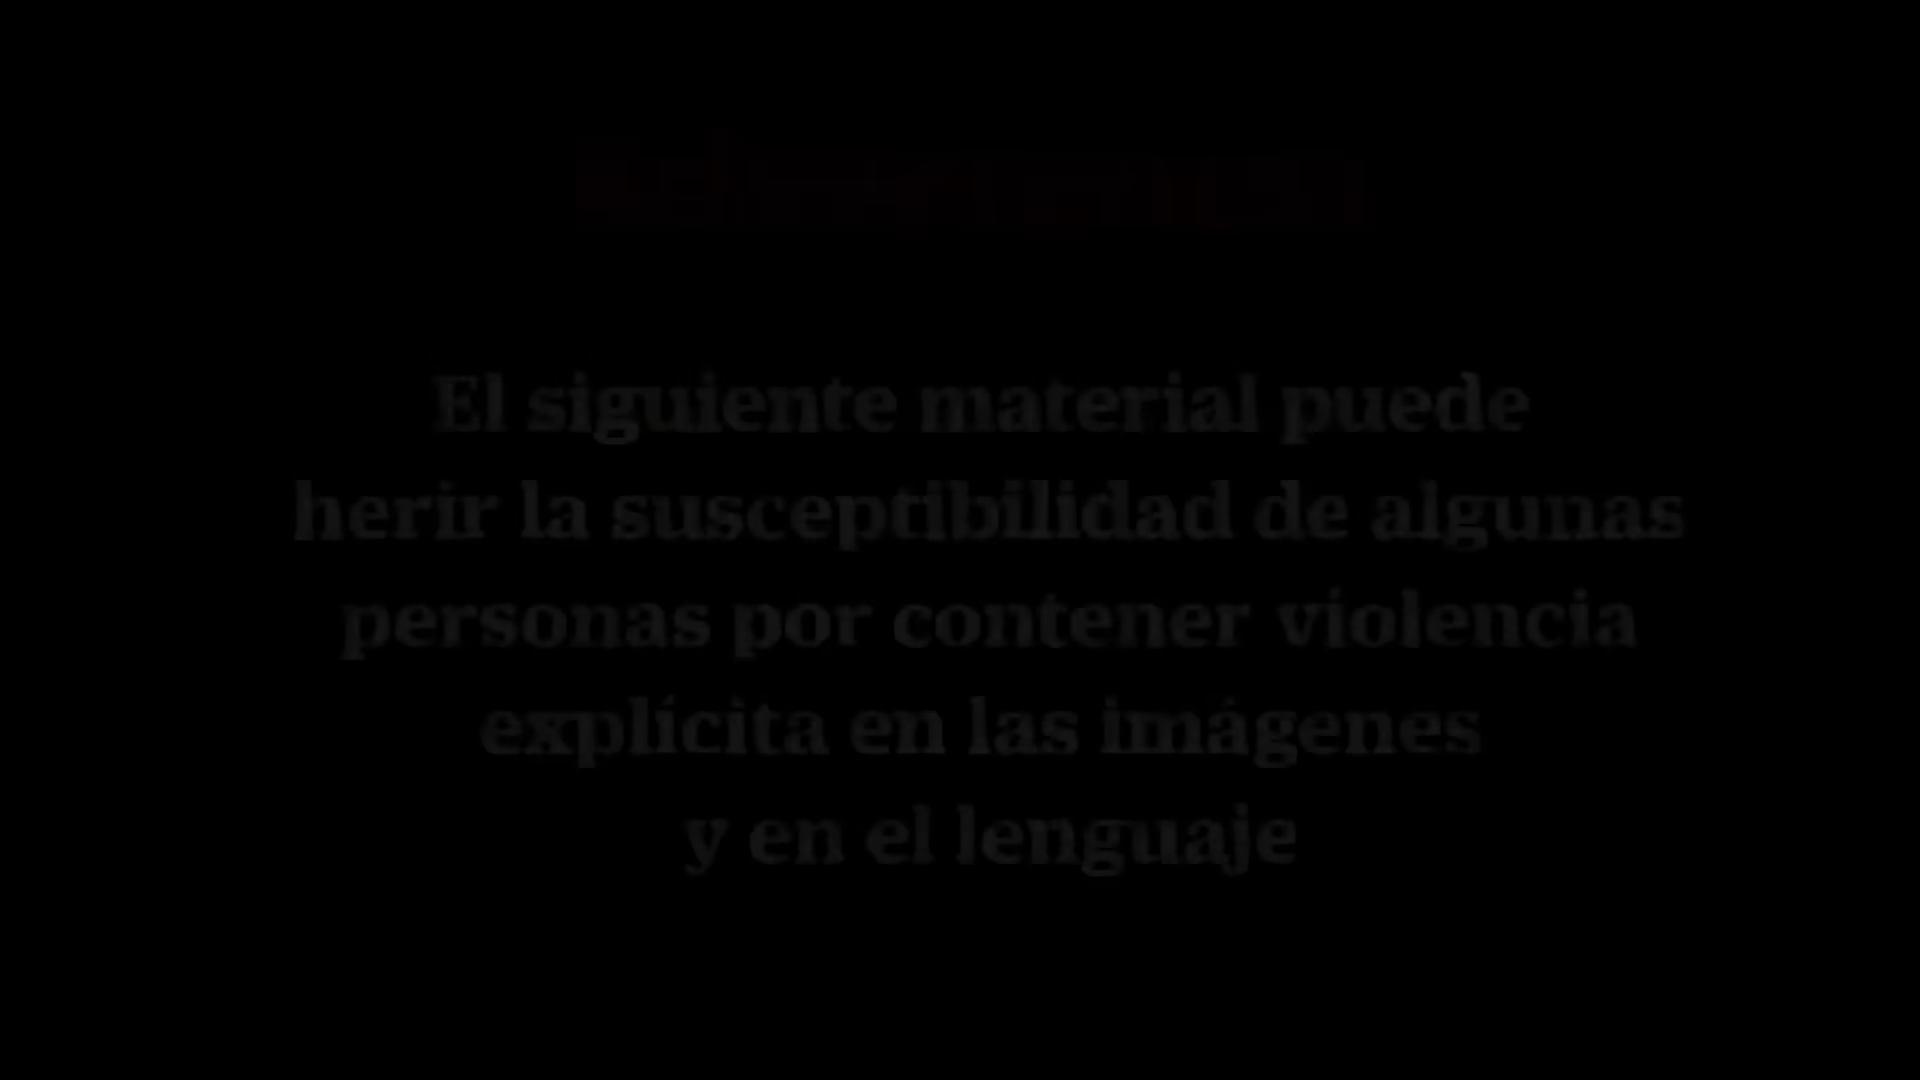 El siguiente material puede
herir la susceptibilidad de algunas
personas por contener violencia
explícita en las imágenes
y en el lenguaje